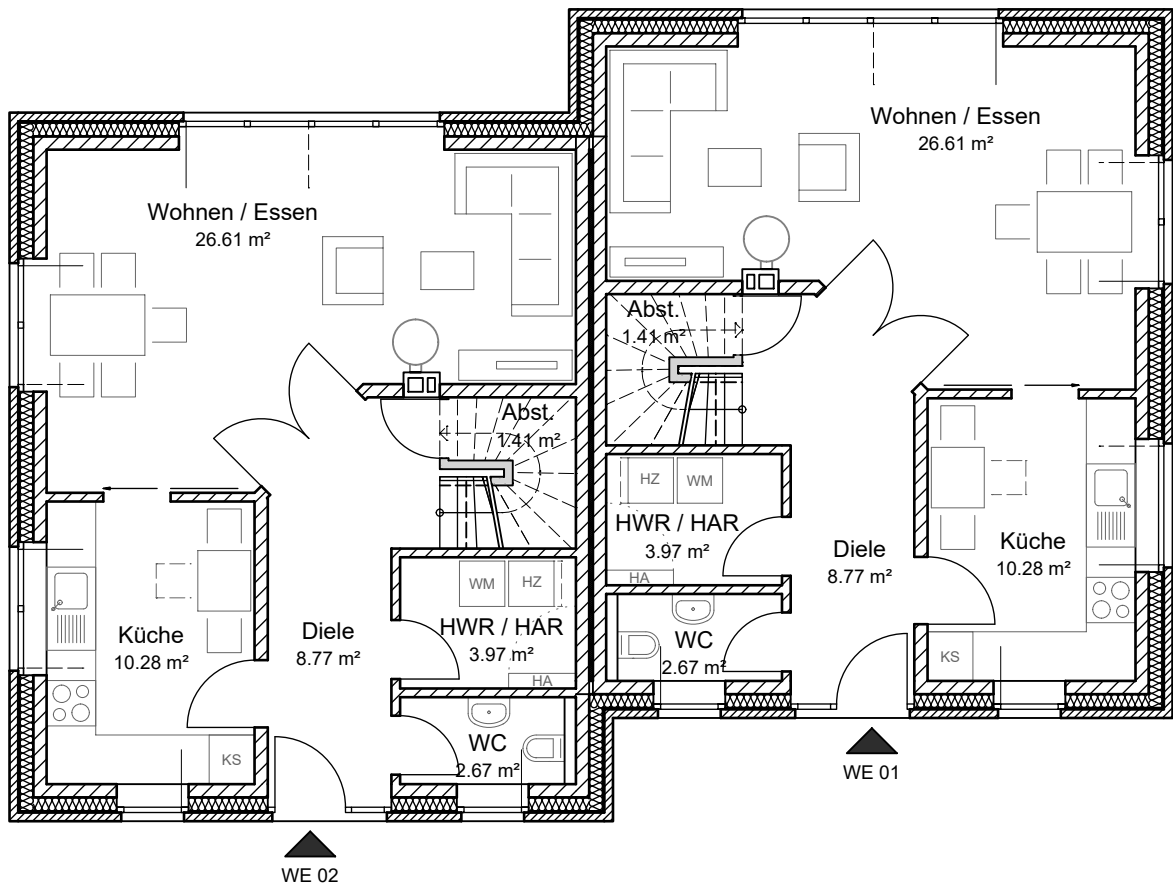 Wohnen / Essen
26.61 m²
Abst.
1.41 m²
WM
HZ
HWR / HAR
3.97 m²
HA
Küche
10.28 m²
Diele
8.77 m²
WC
2.67 m²
KS
WE 02
Wohnen / Essen
26.61 m²
Abst.
1.41 m²
HZ
WM
HWR / HAR
3.97 m²
HA
Diele
8.77 m²
Küche
10.28 m²
WC
2.67 m²
KS
WE 01